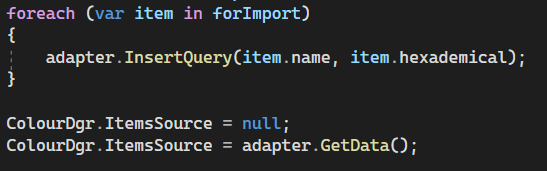 foreach (var item in forImport)
{
adapter.InsertQuery(item.name, item.hexademical);
}
ColourDgr.ItemsSource = null;
ColourDgr.ItemsSource = adapter.GetData();